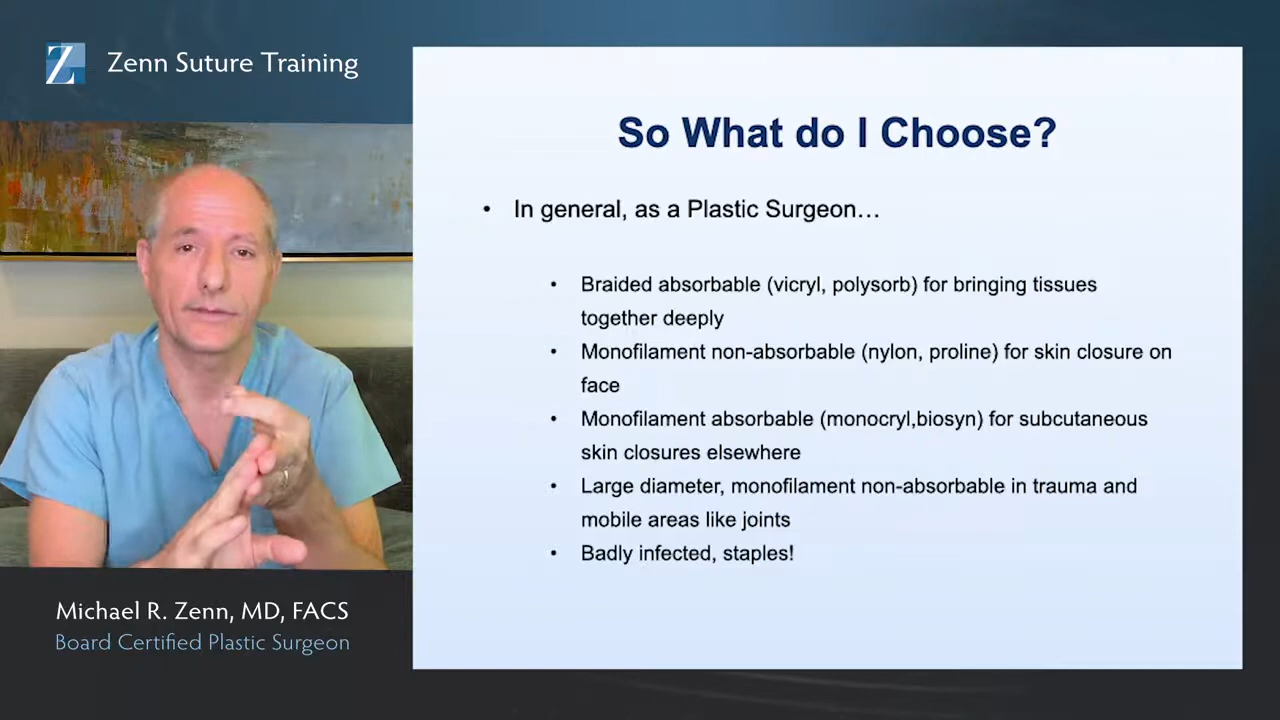 Zenn Suture Training
So What do I Choose?
• In general, as a Plastic Surgeon…
• Braided absorbable (vicryl, polysorb) for bringing tissues
together deeply
• Monofilament non-absorbable (nylon, proline) for skin closure on
face
• Monofilament absorbable (monocryl,biosyn) for subcutaneous
skin closures elsewhere
• Large diameter, monofilament non-absorbable in trauma and
mobile areas like joints
• Badly infected, staples!
Michael R. Zenn, MD, FACS
Board Certified Plastic Surgeon